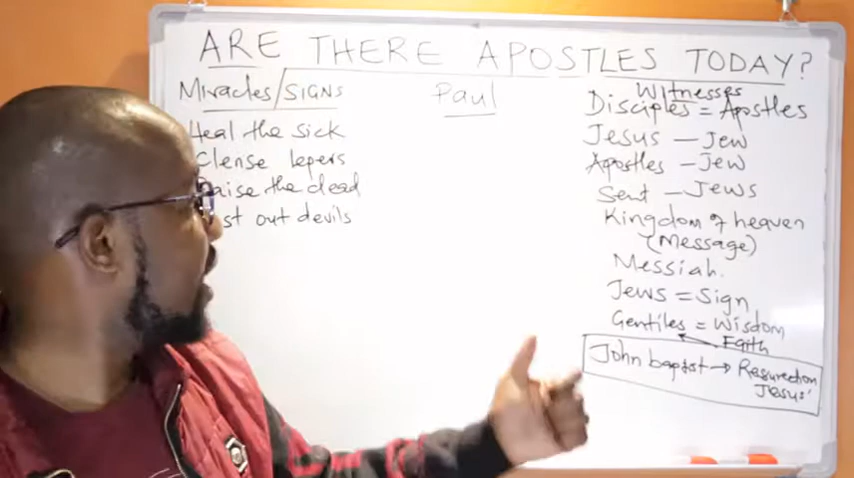 ARE THERE APOSTLES TODAY?
Miracles/SIGNS
Heal the sick
Clense lepers
Raise the dead
st out devils
Paul
Witnesses
Disciples = Apostles
Jesus — Jew
Apostles — Jew
Sent — Jews
Kingdom of heaven
(Message)
Messiah.
Jews = Sign
Gentiles = Wisdom
Faith
John baptist → Resurection
Jesus'